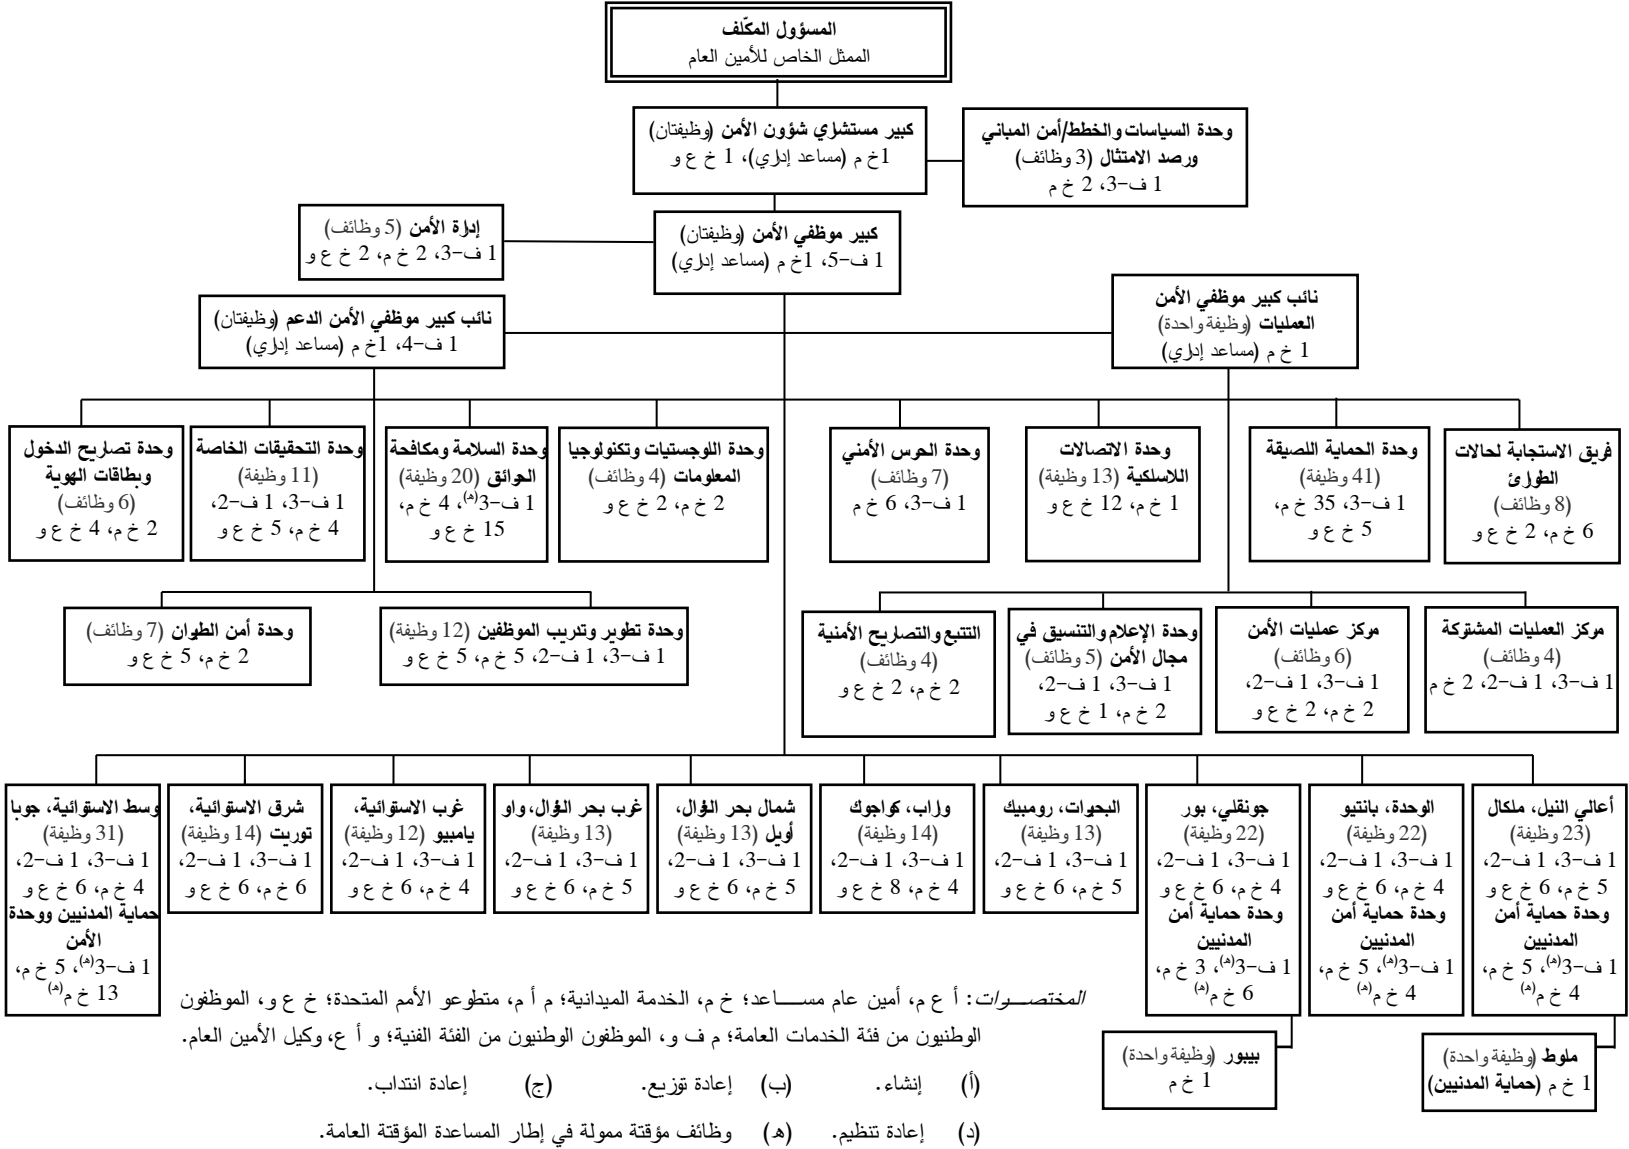 المسؤول المكلّف
الممثل الخاص للأمين العام
كبير مستشاري شؤون الأمن (وظيفتان)
1خ م (مساعد إداري)، 1 خ ع و
وحدة السياسات والخطط/أمن المباني
ورصد الامتثال (3 وظائف)
1 ف-3، 2 خ م
إدارة الأمن (5 وظائف)
1 ف-3، 2 خ م، 2 خ ع و
كبير موظفي الأمن (وظيفتان)
1 ف-5، 1خ م (مساعد إداري)
نائب كبير موظفي الأمن
العمليات (وظيفة واحدة)
1 خ م (مساعد إداري)
نائب كبير موظفي الأمن الدعم (وظيفتان)
1 ف-4، 1خ م (مساعد إداري)
فريق الاستجابة لحالات
الطوارئ
(8 وظائف)
6 خ م، 2 خ ع و
وحدة الحماية اللصيقة
(41 وظيفة)
1 ف-3، 35 خ م،
5 خ ع و
وحدة الاتصالات
اللاسلكية (13 وظيفة)
1 خ م، 12 خ ع و
وحدة الحرس الأمني
(7 وظائف)
1 ف-3، 6 خ م
وحدة اللوجستيات وتكنولوجيا
المعلومات (4 وظائف)
2 خ م، 2 خ ع و
وحدة السلامة ومكافحة
الحرائق (20 وظيفة)
1 ف-3(ه)، 4 خ م،
15 خ ع و
وحدة التحقيقات الخاصة
(11 وظيفة)
1 ف-3، 1 ف-2،
4 خ م، 5 خ ع و
وحدة تصاريح الدخول
وبطاقات الهوية
(6 وظائف)
2 خ م، 4 خ ع و
مركز العمليات المشتركة
(4 وظائف)
1 ف-3، 1 ف-2، 2 خ م
مركز عمليات الأمن
(6 وظائف)
1 ف-3، 1 ف-2،
2 خ م، 2 خ ع و
وحدة الإعلام والتنسيق في
مجال الأمن (5 وظائف)
1 ف-3، 1 ف-2،
2 خ م، 1 خ ع و
التتبع والتصاريح الأمنية
(4 وظائف)
2 خ م، 2 خ ع و
وحدة تطوير وتدريب الموظفين (12 وظيفة)
1 ف-3، 1 ف-2، 5 خ م، 5 خ ع و
وحدة أمن الطيران (7 وظائف)
2 خ م، 5 خ ع و
أعالي النيل، ملكال
(23 وظيفة)
1 ف-3، 1 ف-2،
5 خ م، 6 خ ع و
وحدة حماية أمن
المدنيين
1 ف-3(ه)، 5 خ م،
4 خ م(ه)
الوحدة، بانتيو
(22 وظيفة)
1 ف-3، 1 ف-2،
4 خ م، 6 خ ع و
وحدة حماية أمن
المدنيين
1 ف-3(ه)، 5 خ م،
4 خ م(ه)
جونقلي، بور
(22 وظيفة)
1 ف-3، 1 ف-2،
4 خ م، 6 خ ع و
وحدة حماية أمن
المدنيين
1 ف-3(ه)، 3 خ م،
6 خ م(ه)
البحيرات، رومبيك
(13 وظيفة)
1 ف-3، 1 ف-2،
5 خ م، 6 خ ع و
واراب، كواجوك
(14 وظيفة)
1 ف-3، 1 ف-2،
4 خ م، 8 خ ع و
شمال بحر الغزال،
أويل (13 وظيفة)
1 ف-3، 1 ف-2،
5 خ م، 6 خ ع و
غرب بحر الغزال، واو
(13 وظيفة)
1 ف-3، 1 ف-2،
5 خ م، 6 خ ع و
غرب الاستوائية،
يامبيو (12 وظيفة)
1 ف-3، 1 ف-2،
4 خ م، 6 خ ع و
شرق الاستوائية،
توريت (14 وظيفة)
1 ف-3، 1 ف-2،
6 خ م، 6 خ ع و
وسط الاستوائية، جوبا
(31 وظيفة)
1 ف-3، 1 ف-2،
4 خ م، 6 خ ع و
حماية المدنيين ووحدة
الأمن
1 ف-3(ه)، 5 خ م،
13 خ م(ه)
ملوط (وظيفة واحدة)
1 خ م (حماية المدنيين)
بيبور (وظيفة واحدة)
1 خ م
المختصرات: أ ع م، أمين عام مساعد؛ خ م، الخدمة الميدانية؛ م أ م، متطوعو الأمم المتحدة؛ خ ع و، الموظفون
الوطنيون من فئة الخدمات العامة؛ م ف و، الموظفون الوطنيون من الفئة الفنية؛ و أ ع، وكيل الأمين العام.
(أ) إنشاء. (ب) إعادة توزيع. (ج) إعادة انتداب.
(د) إعادة تنظيم. (ه) وظائف مؤقتة ممولة في إطار المساعدة المؤقتة العامة.